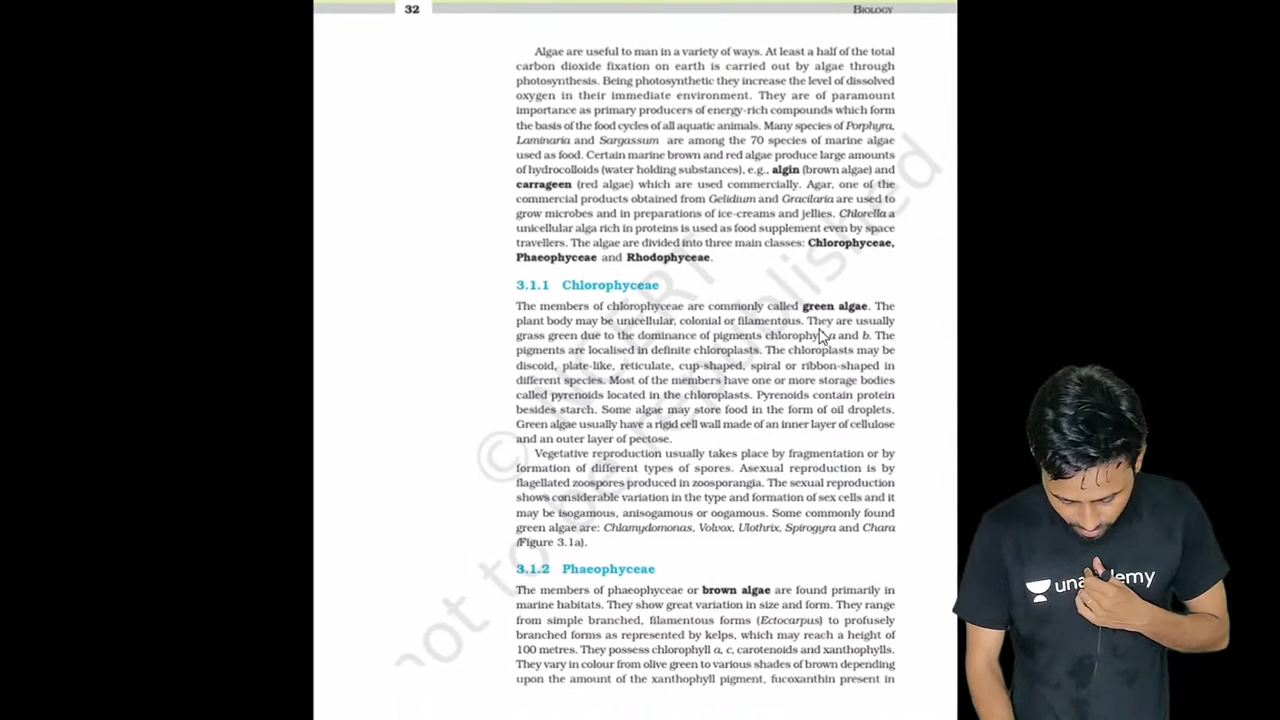 32
BIOLOGY
Algae are useful to man in a variety of ways. At least a half of the total
carbon dioxide fixation on earth is carried out by algae through
photosynthesis. Being photosynthetic they increase the level of dissolved
oxygen in their immediate environment. They are of paramount
importance as primary producers of energy-rich compounds which form
the basis of the food cycles of all aquatic animals. Many species of Porphyra,
Laminaria and Sargassum are among the 70 species of marine algae
used as food. Certain marine brown and red algae produce large amounts
of hydrocolloids (water holding substances), e.g., algin (brown algae) and
carrageen (red algae) which are used commercially. Agar, one of the
commercial products obtained from Gelidium and Gracilaria are used to
grow microbes and in preparations of ice-creams and jellies. Chlorella a
unicellular alga rich in proteins is used as food supplement even by space
travellers. The algae are divided into three main classes: Chlorophyceae,
Phaeophyceae and Rhodophyceae.
3.1.1 Chlorophyceae
The members of chlorophyceae are commonly called green algae. The
plant body may be unicellular, colonial or filamentous. They are usually
grass green due to the dominance of pigments chlorophyll a and b. The
pigments are localised in definite chloroplasts. The chloroplasts may be
discoid, plate-like, reticulate, cup-shaped, spiral or ribbon-shaped in
different species. Most of the members have one or more storage bodies
called pyrenoids located in the chloroplasts. Pyrenoids contain protein
besides starch. Some algae may store food in the form of oil droplets.
Green algae usually have a rigid cell wall made of an inner layer of cellulose
and an outer layer of pectose.
Vegetative reproduction usually takes place by fragmentation or by
formation of different types of spores. Asexual reproduction is by
flagellated zoospores produced in zoosporangia. The sexual reproduction
shows considerable variation in the type and formation of sex cells and it
may be isogamous, anisogamous or oogamous. Some commonly found
green algae are: Chlamydomonas, Volvox, Ulothrix, Spirogyra and Chara
(Figure 3.1a).
3.1.2 Phaeophyceae
The members of phaeophyceae or brown algae are found primarily in
marine habitats. They show great variation in size and form. They range
from simple branched, filamentous forms (Ectocarpus) to profusely
branched forms as represented by kelps, which may reach a height of
100 metres. They possess chlorophyll a, c, carotenoids and xanthophylls.
They vary in colour from olive green to various shades of brown depending
upon the amount of the xanthophyll pigment, fucoxanthin present in
© NCERT
not to be republished